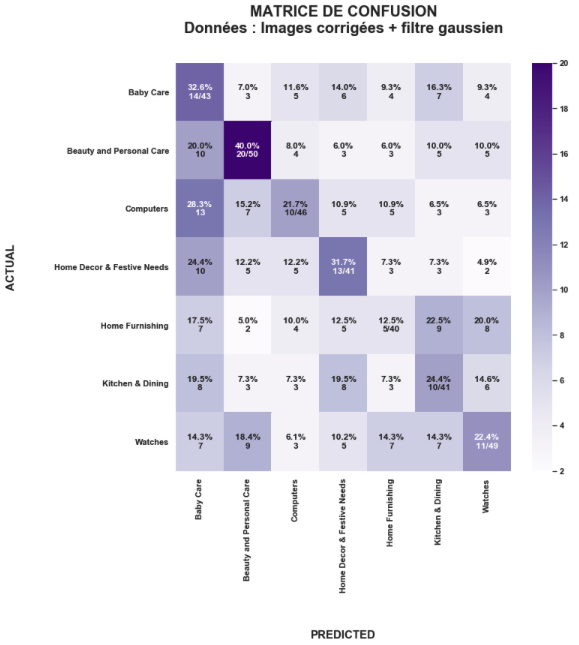 MATRICE DE CONFUSION
Données : Images corrigées + filtre gaussien
ACTUAL
Baby Care
32.6% 7.0% 11.6% 14.0% 9.3% 16.3% 9.3%
14/43 3 5 6 4 7 4
Beauty and Personal Care
20.0% 40.0% 8.0% 6.0% 6.0% 10.0% 10.0%
10 20/50 4 3 3 5 5
Computers
28.3% 15.2% 21.7% 10.9% 10.9% 6.5% 6.5%
13 7 10/46 5 5 3 3
Home Decor & Festive Needs
24.4% 12.2% 12.2% 31.7% 7.3% 7.3% 4.9%
10 5 5 13/41 3 3 2
Home Furnishing
17.5% 5.0% 10.0% 12.5% 12.5% 22.5% 20.0%
7 2 4 5 5/40 9 8
Kitchen & Dining
19.5% 7.3% 7.3% 19.5% 7.3% 24.4% 14.6%
8 3 3 8 3 10/41 6
Watches
14.3% 18.4% 6.1% 10.2% 14.3% 14.3% 22.4%
7 9 3 5 7 7 11/49
Baby Care
Beauty and Personal Care
Computers
Home Decor & Festive Needs
Home Furnishing
Kitchen & Dining
Watches
PREDICTED
20
18
16
14
12
10
8
6
4
2